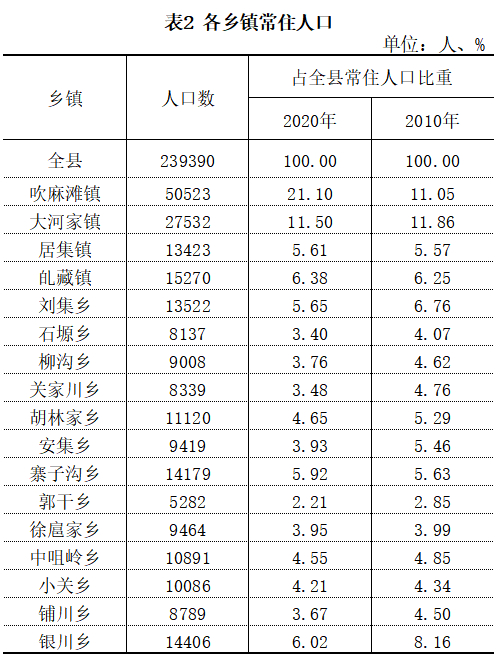 表2 各乡镇常住人口
单位：人、%
乡镇 人口数 占全县常住人口比重
2020年 2010年
全县 239390 100.00 100.00
吹麻滩镇 50523 21.10 11.05
大河家镇 27532 11.50 11.86
居集镇 13423 5.61 5.57
癿藏镇 15270 6.38 6.25
刘集乡 13522 5.65 6.76
石塬乡 8137 3.40 4.07
柳沟乡 9008 3.76 4.62
关家川乡 8339 3.48 4.76
胡林家乡 11120 4.65 5.29
安集乡 9419 3.93 5.46
寨子沟乡 14179 5.92 5.63
郭干乡 5282 2.21 2.85
徐扈家乡 9464 3.95 3.99
中咀岭乡 10891 4.55 4.85
小关乡 10086 4.21 4.34
铺川乡 8789 3.67 4.50
银川乡 14406 6.02 8.16